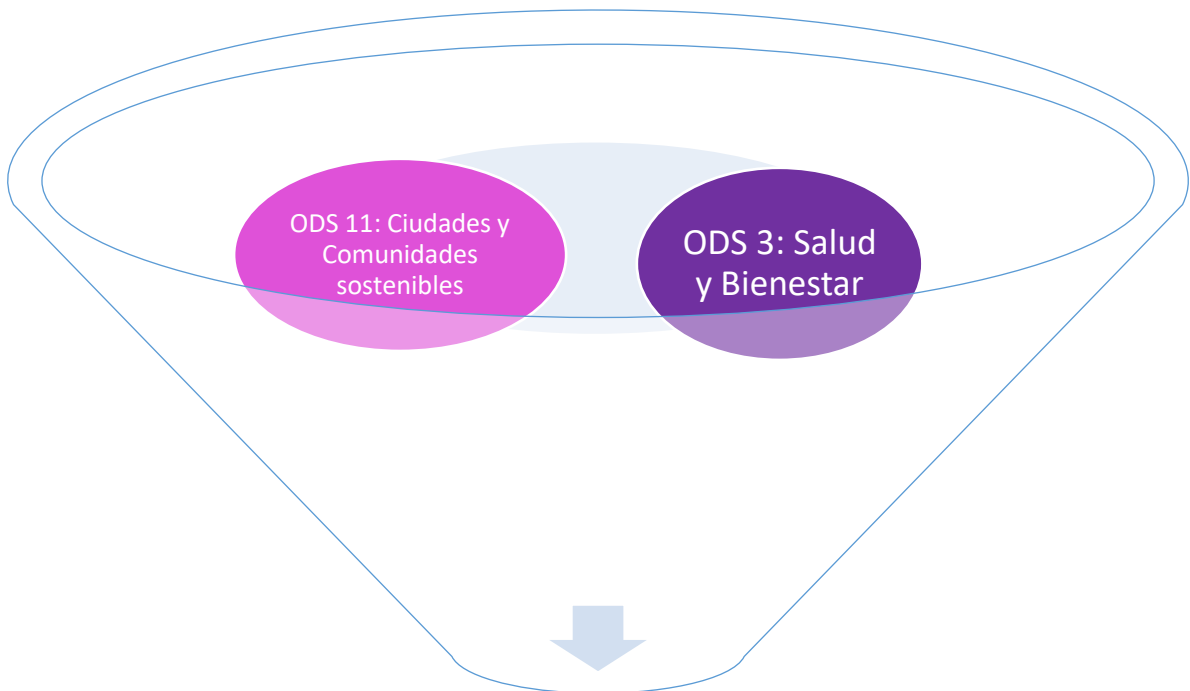 ODS 11: Ciudades y
Comunidades
sostenibles
ODS 3: Salud
y Bienestar